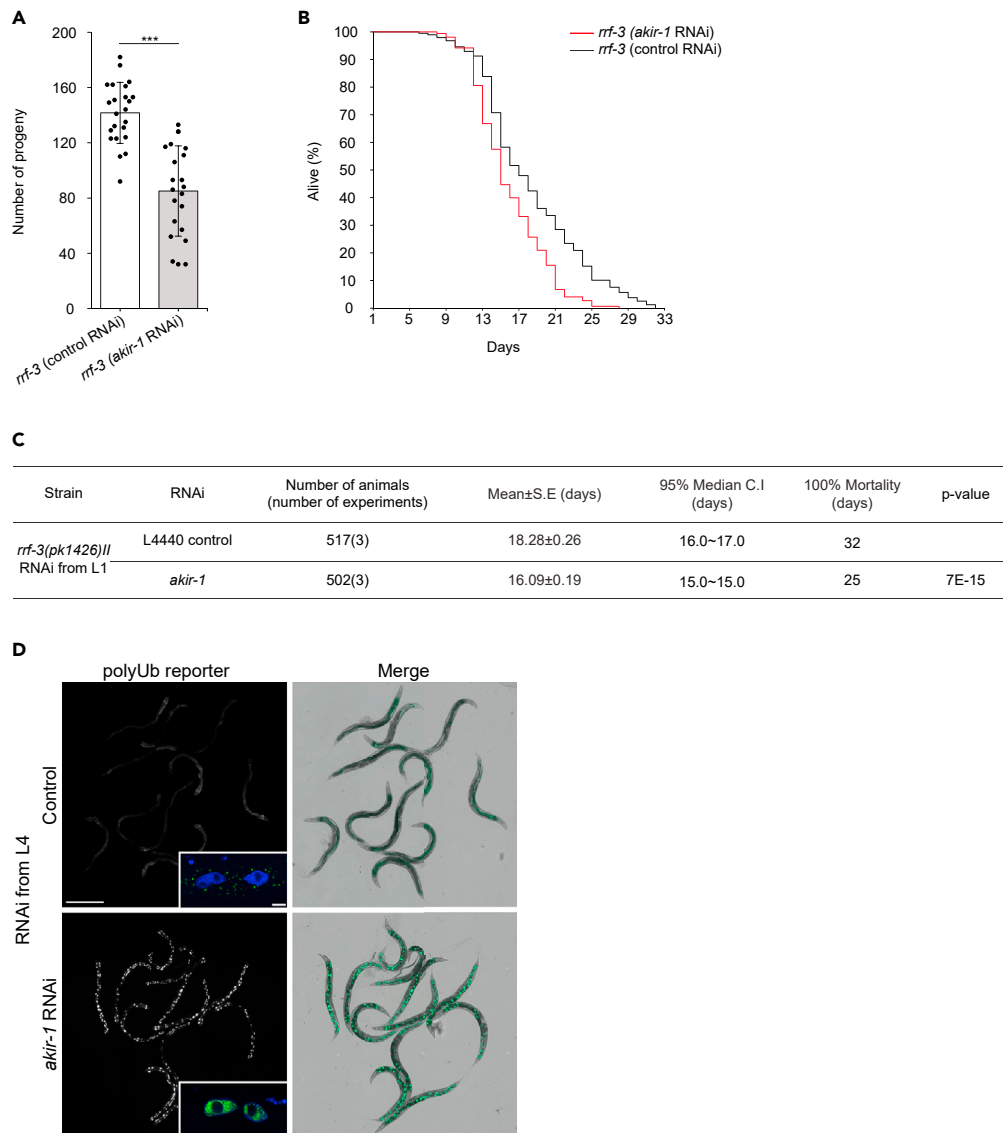 A
Number of progeny
200
160
120
80
40
0
***
rrf-3 (control RNAi)
rrf-3 (akir-1 RNAi)
B
rrf-3 (akir-1 RNAi)
rrf-3 (control RNAi)
Alive (%)
100
90
80
70
60
50
40
30
20
10
0
1 5 9 13 17 21 25 29 33
Days
C
Strain RNAi Number of animals (number of experiments) Mean±S.E (days) 95% Median C.I (days) 100% Mortality (days) p-value
rrf-3(pk1426)II RNAi from L1
L4440 control 517(3) 18.28±0.26 16.0~17.0 32
akir-1 502(3) 16.09±0.19 15.0~15.0 25 7E-15
D
polyUb reporter Merge
RNAi from L4
Control
akir-1 RNAi